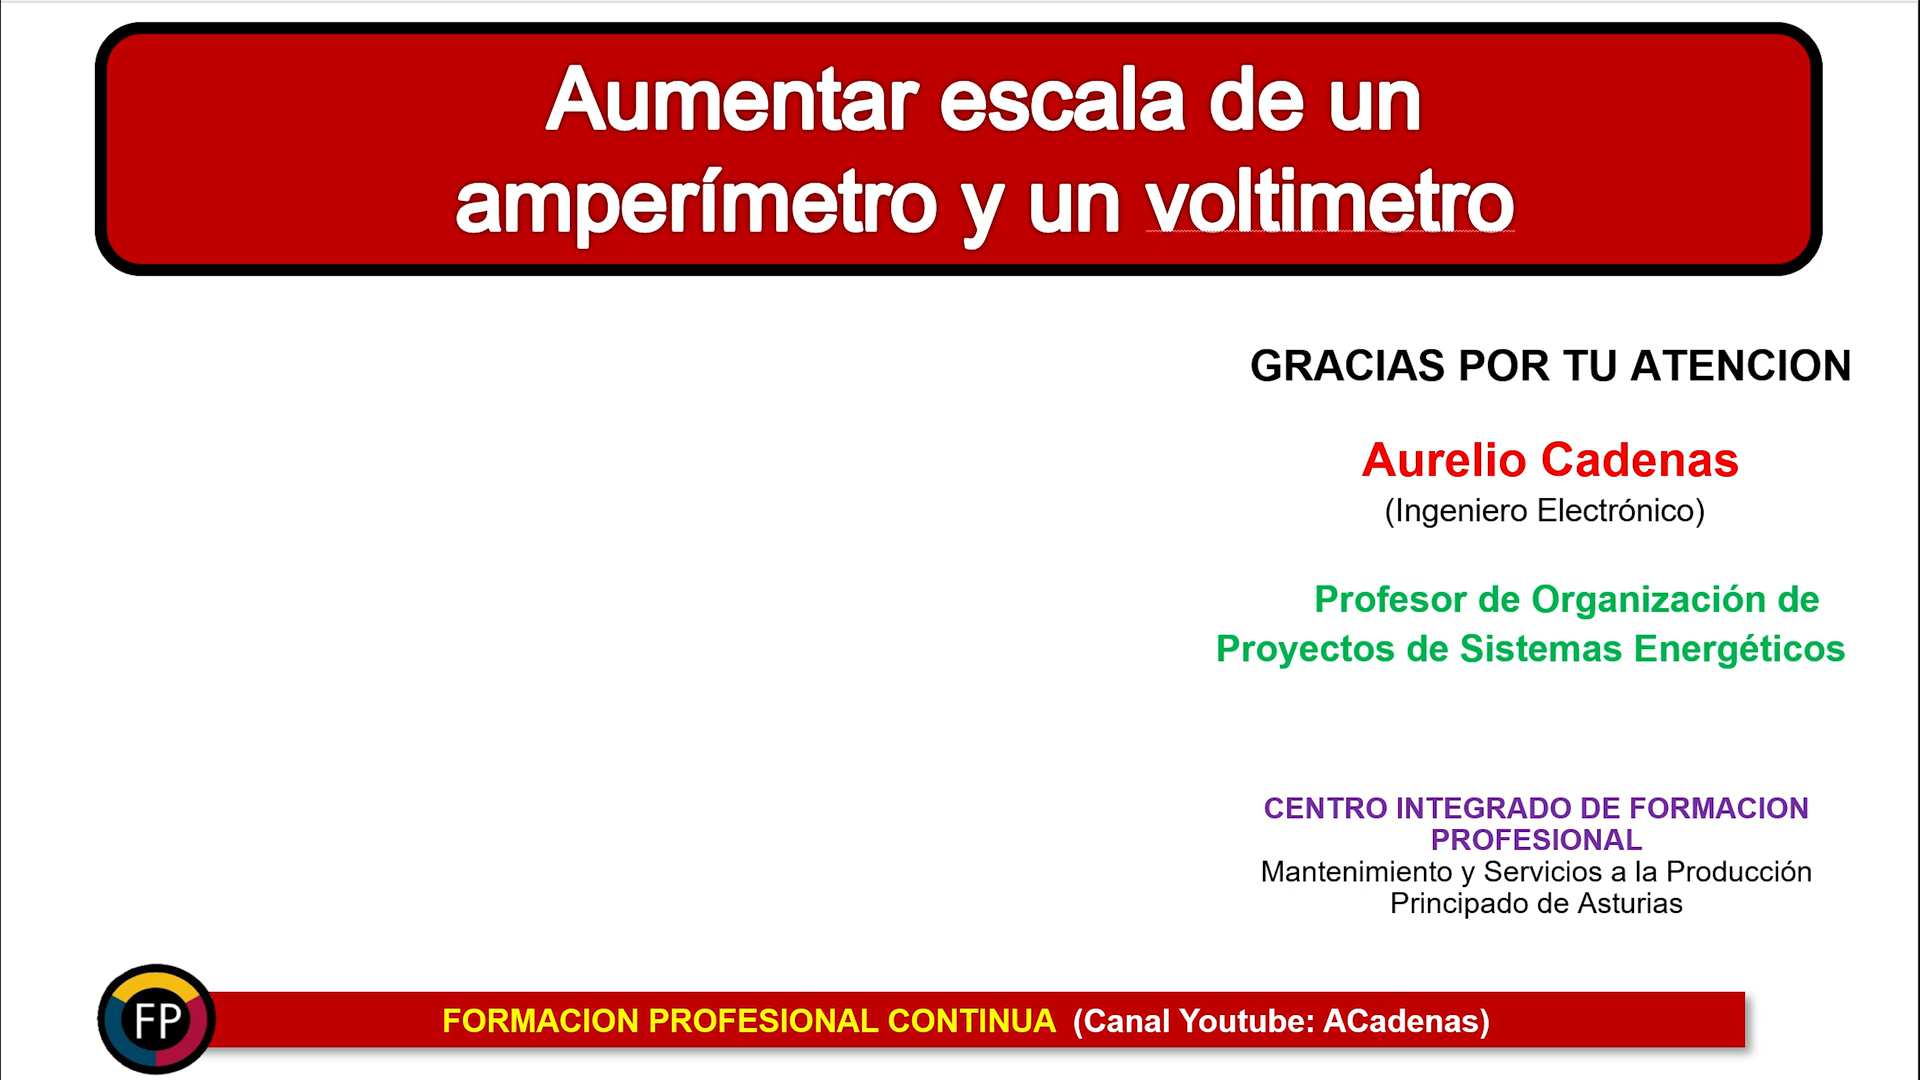 Aumentar escala de un
amperímetro y un voltimetro
GRACIAS POR TU ATENCION
Aurelio Cadenas
(Ingeniero Electrónico)
Profesor de Organización de
Proyectos de Sistemas Energéticos
CENTRO INTEGRADO DE FORMACION
PROFESIONAL
Mantenimiento y Servicios a la Producción
Principado de Asturias
FP
FORMACION PROFESIONAL CONTINUA (Canal Youtube: ACadenas)